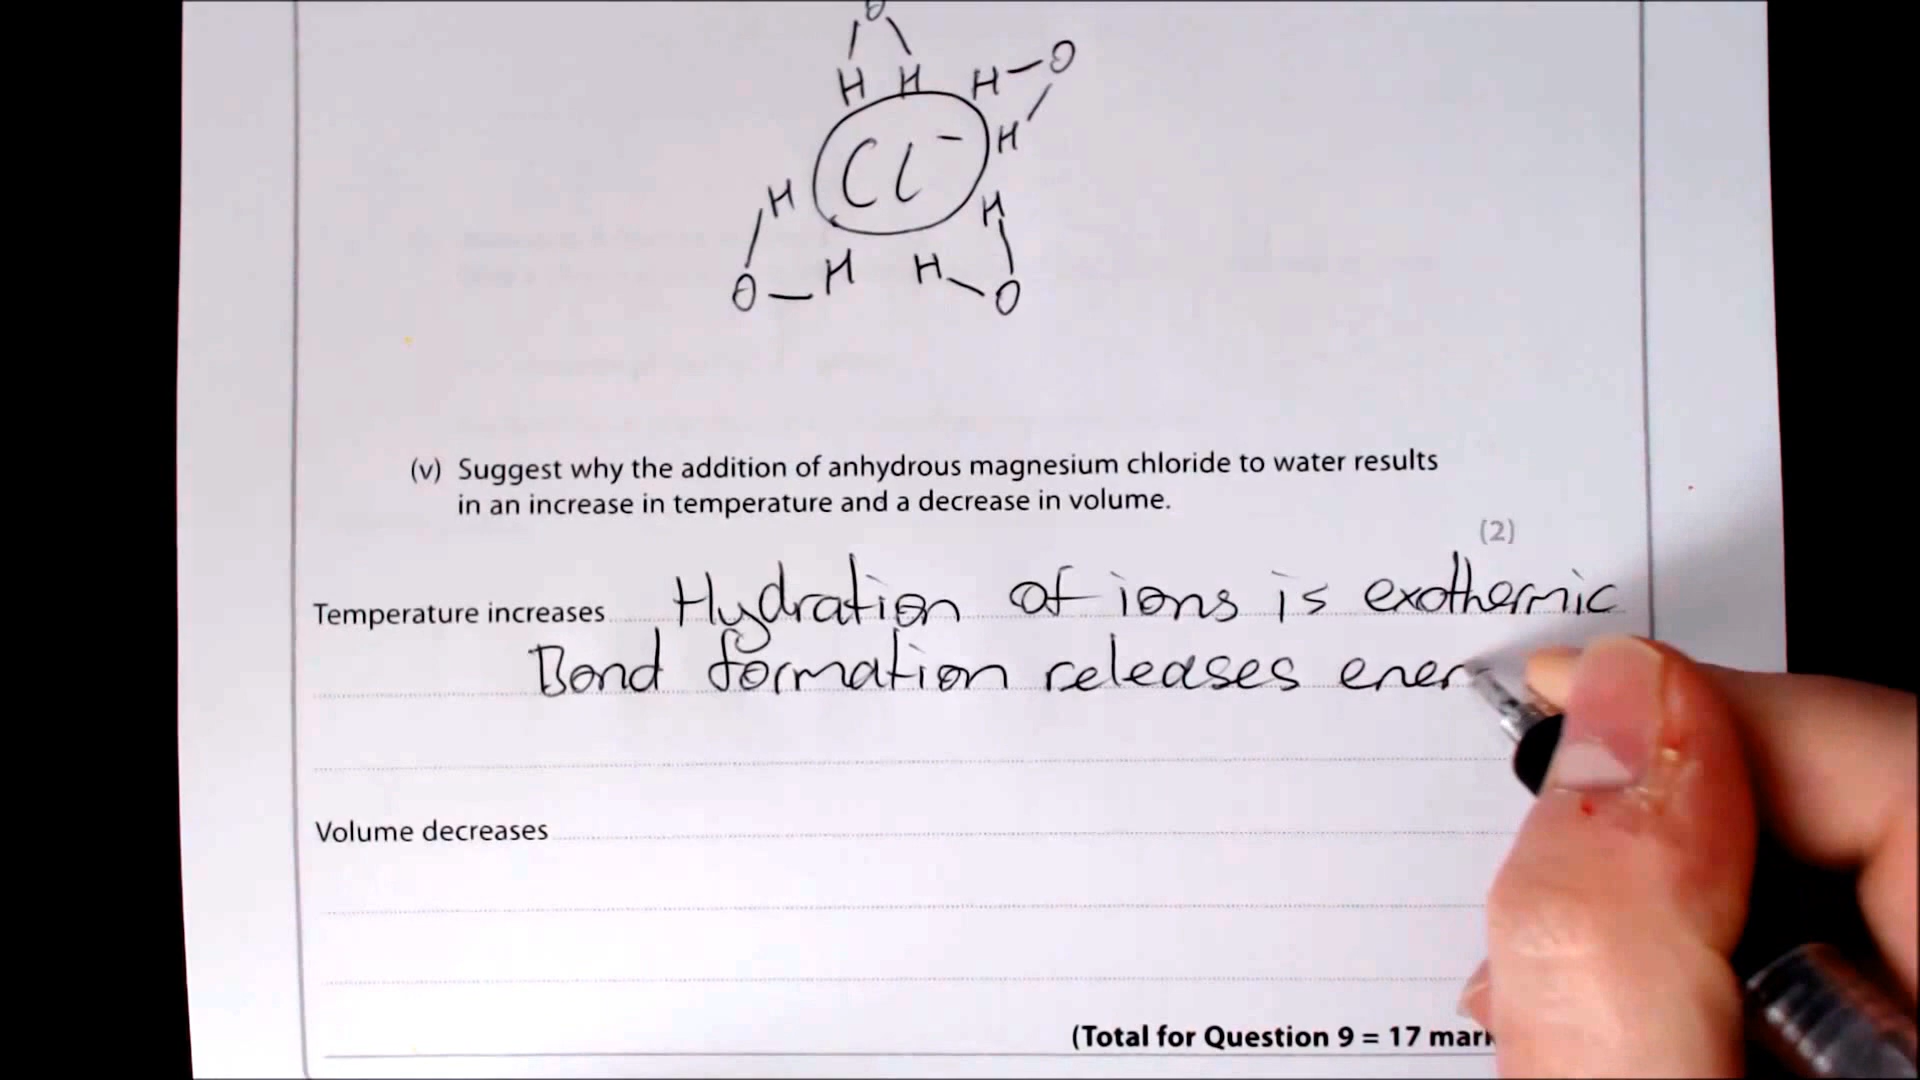 O
H H H - O
H
Cl -
H
H
H H
O - H - O
(v) Suggest why the addition of anhydrous magnesium chloride to water results
in an increase in temperature and a decrease in volume.
(2)
Temperature increases Hydration of ions is exothermic
Bond formation releases ener
Volume decreases
(Total for Question 9 = 17 mark